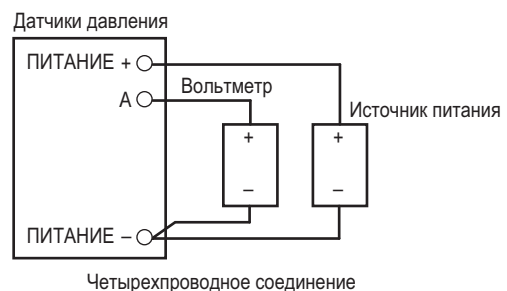 Датчики давления
ПИТАНИЕ +
А
Вольтметр
Источник питания
+
+
–
–
ПИТАНИЕ –
Четырехпроводное соединение